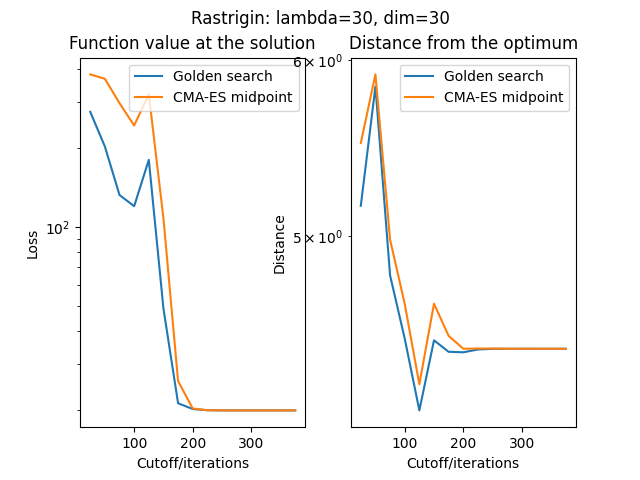 Rastrigin: lambda=30, dim=30
Function value at the solution
Golden search
CMA-ES midpoint
10²
Loss
100
200
300
Cutoff/iterations
Distance from the optimum
Golden search
CMA-ES midpoint
6 × 10⁰
5 × 10⁰
Distance
100
200
300
Cutoff/iterations